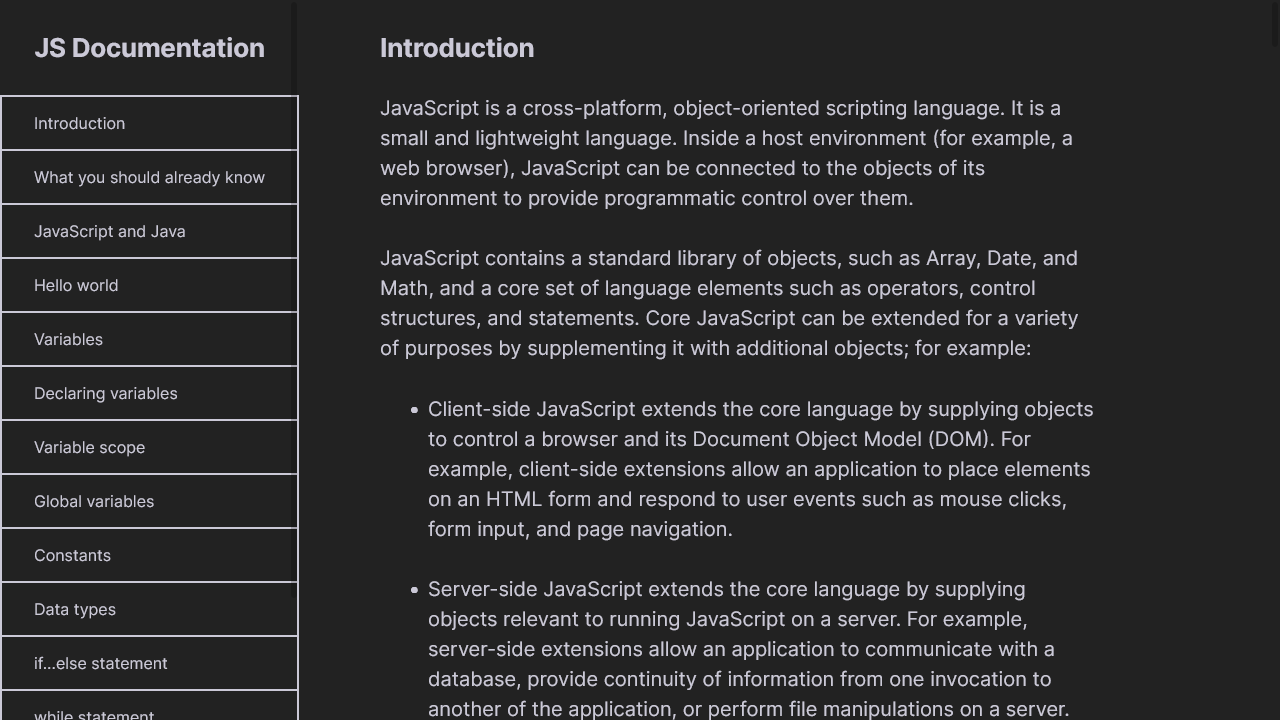 JS Documentation
Introduction
What you should already know
JavaScript and Java
Hello world
Variables
Declaring variables
Variable scope
Global variables
Constants
Data types
if...else statement
while statement
Introduction
JavaScript is a cross-platform, object-oriented scripting language. It is a
small and lightweight language. Inside a host environment (for example, a
web browser), JavaScript can be connected to the objects of its
environment to provide programmatic control over them.
JavaScript contains a standard library of objects, such as Array, Date, and
Math, and a core set of language elements such as operators, control
structures, and statements. Core JavaScript can be extended for a variety
of purposes by supplementing it with additional objects; for example:
• Client-side JavaScript extends the core language by supplying objects
to control a browser and its Document Object Model (DOM). For
example, client-side extensions allow an application to place elements
on an HTML form and respond to user events such as mouse clicks,
form input, and page navigation.
• Server-side JavaScript extends the core language by supplying
objects relevant to running JavaScript on a server. For example,
server-side extensions allow an application to communicate with a
database, provide continuity of information from one invocation to
another of the application, or perform file manipulations on a server.